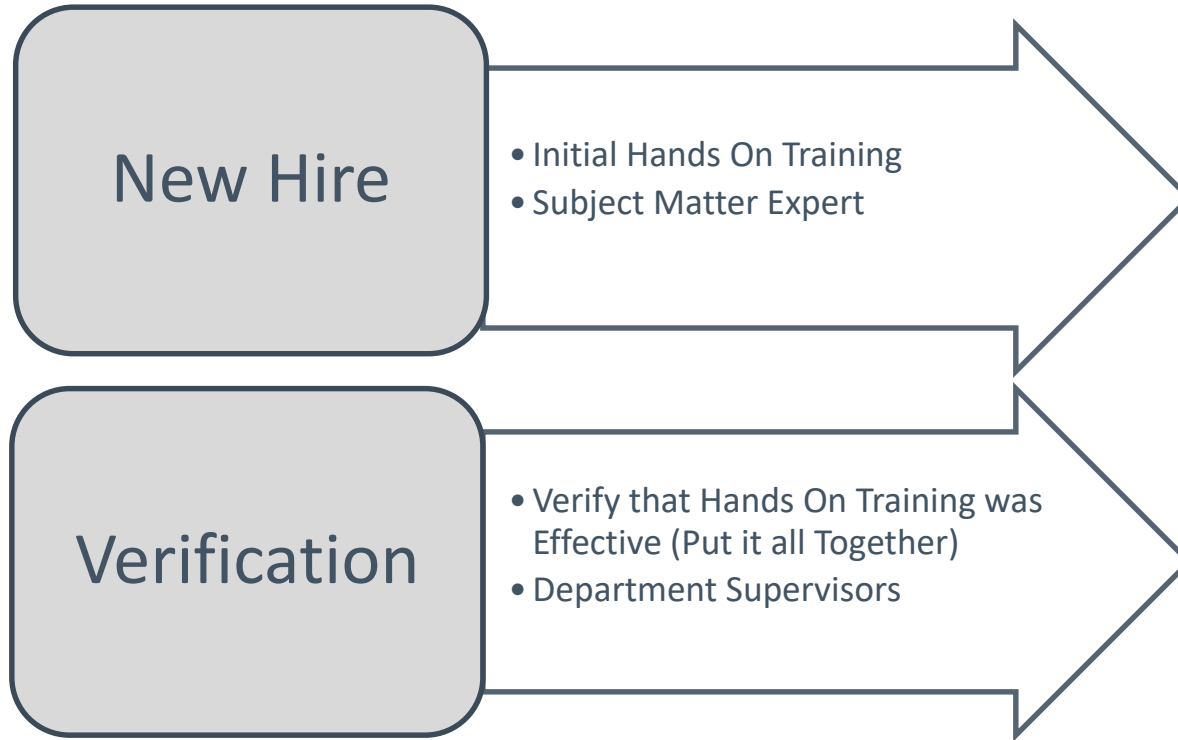 New Hire
• Initial Hands On Training
• Subject Matter Expert
Verification
• Verify that Hands On Training was
Effective (Put it all Together)
• Department Supervisors